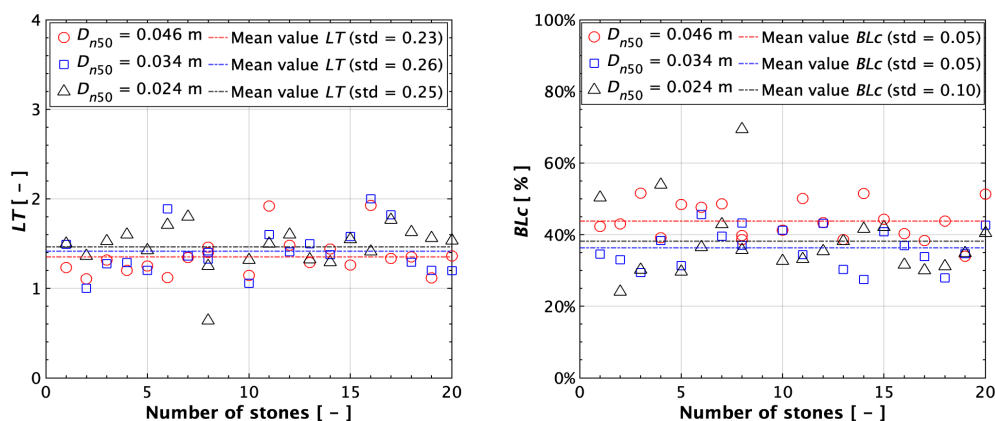 4
3
2
1
0
LT [ – ]
D_n50 = 0.046 m
Mean value LT (std = 0.23)
D_n50 = 0.034 m
Mean value LT (std = 0.26)
D_n50 = 0.024 m
Mean value LT (std = 0.25)
0 5 10 15 20
Number of stones [ – ]
100%
80%
60%
40%
20%
0%
BLc [ % ]
D_n50 = 0.046 m
Mean value BLc (std = 0.05)
D_n50 = 0.034 m
Mean value BLc (std = 0.05)
D_n50 = 0.024 m
Mean value BLc (std = 0.10)
0 5 10 15 20
Number of stones [ – ]